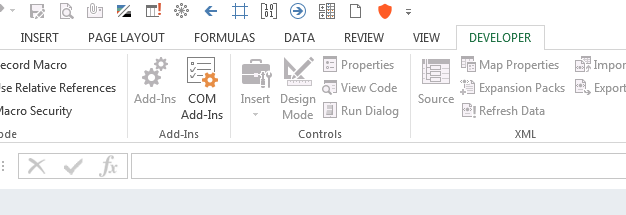 INSERT PAGE LAYOUT FORMULAS DATA REVIEW VIEW DEVELOPER
ecord Macro
se Relative References
Macro Security
ode
Add-Ins
COM
Add-Ins
Add-Ins
Insert
Design
Mode
Properties
View Code
Run Dialog
Controls
Source
Map Properties
Expansion Packs
Refresh Data
Impor
Export
XML
fx